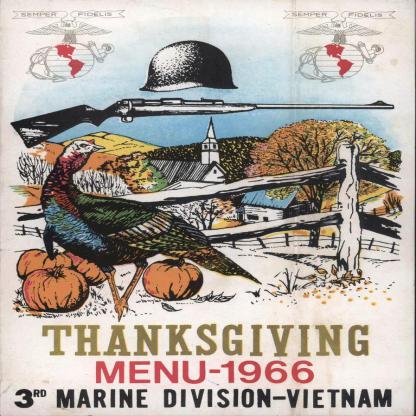 SEMPER FIDELIS
SEMPER FIDELIS
THANKSGIVING
MENU-1966
3RD MARINE DIVISION-VIETNAM